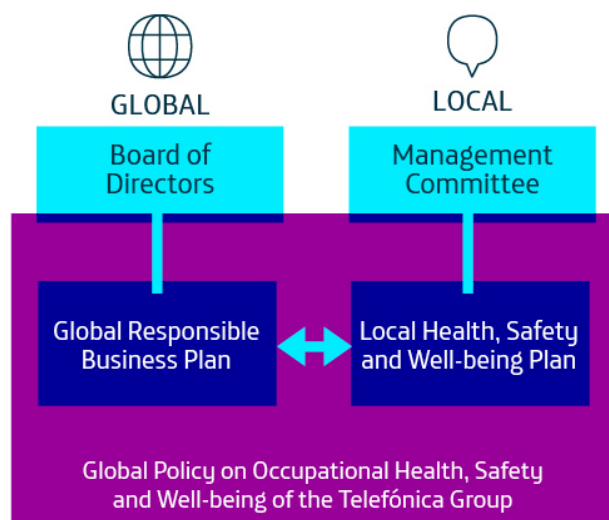 GLOBAL
LOCAL
Board of
Directors
Management
Committee
Global Responsible
Business Plan
Local Health, Safety
and Well-being Plan
Global Policy on Occupational Health, Safety
and Well-being of the Telefónica Group